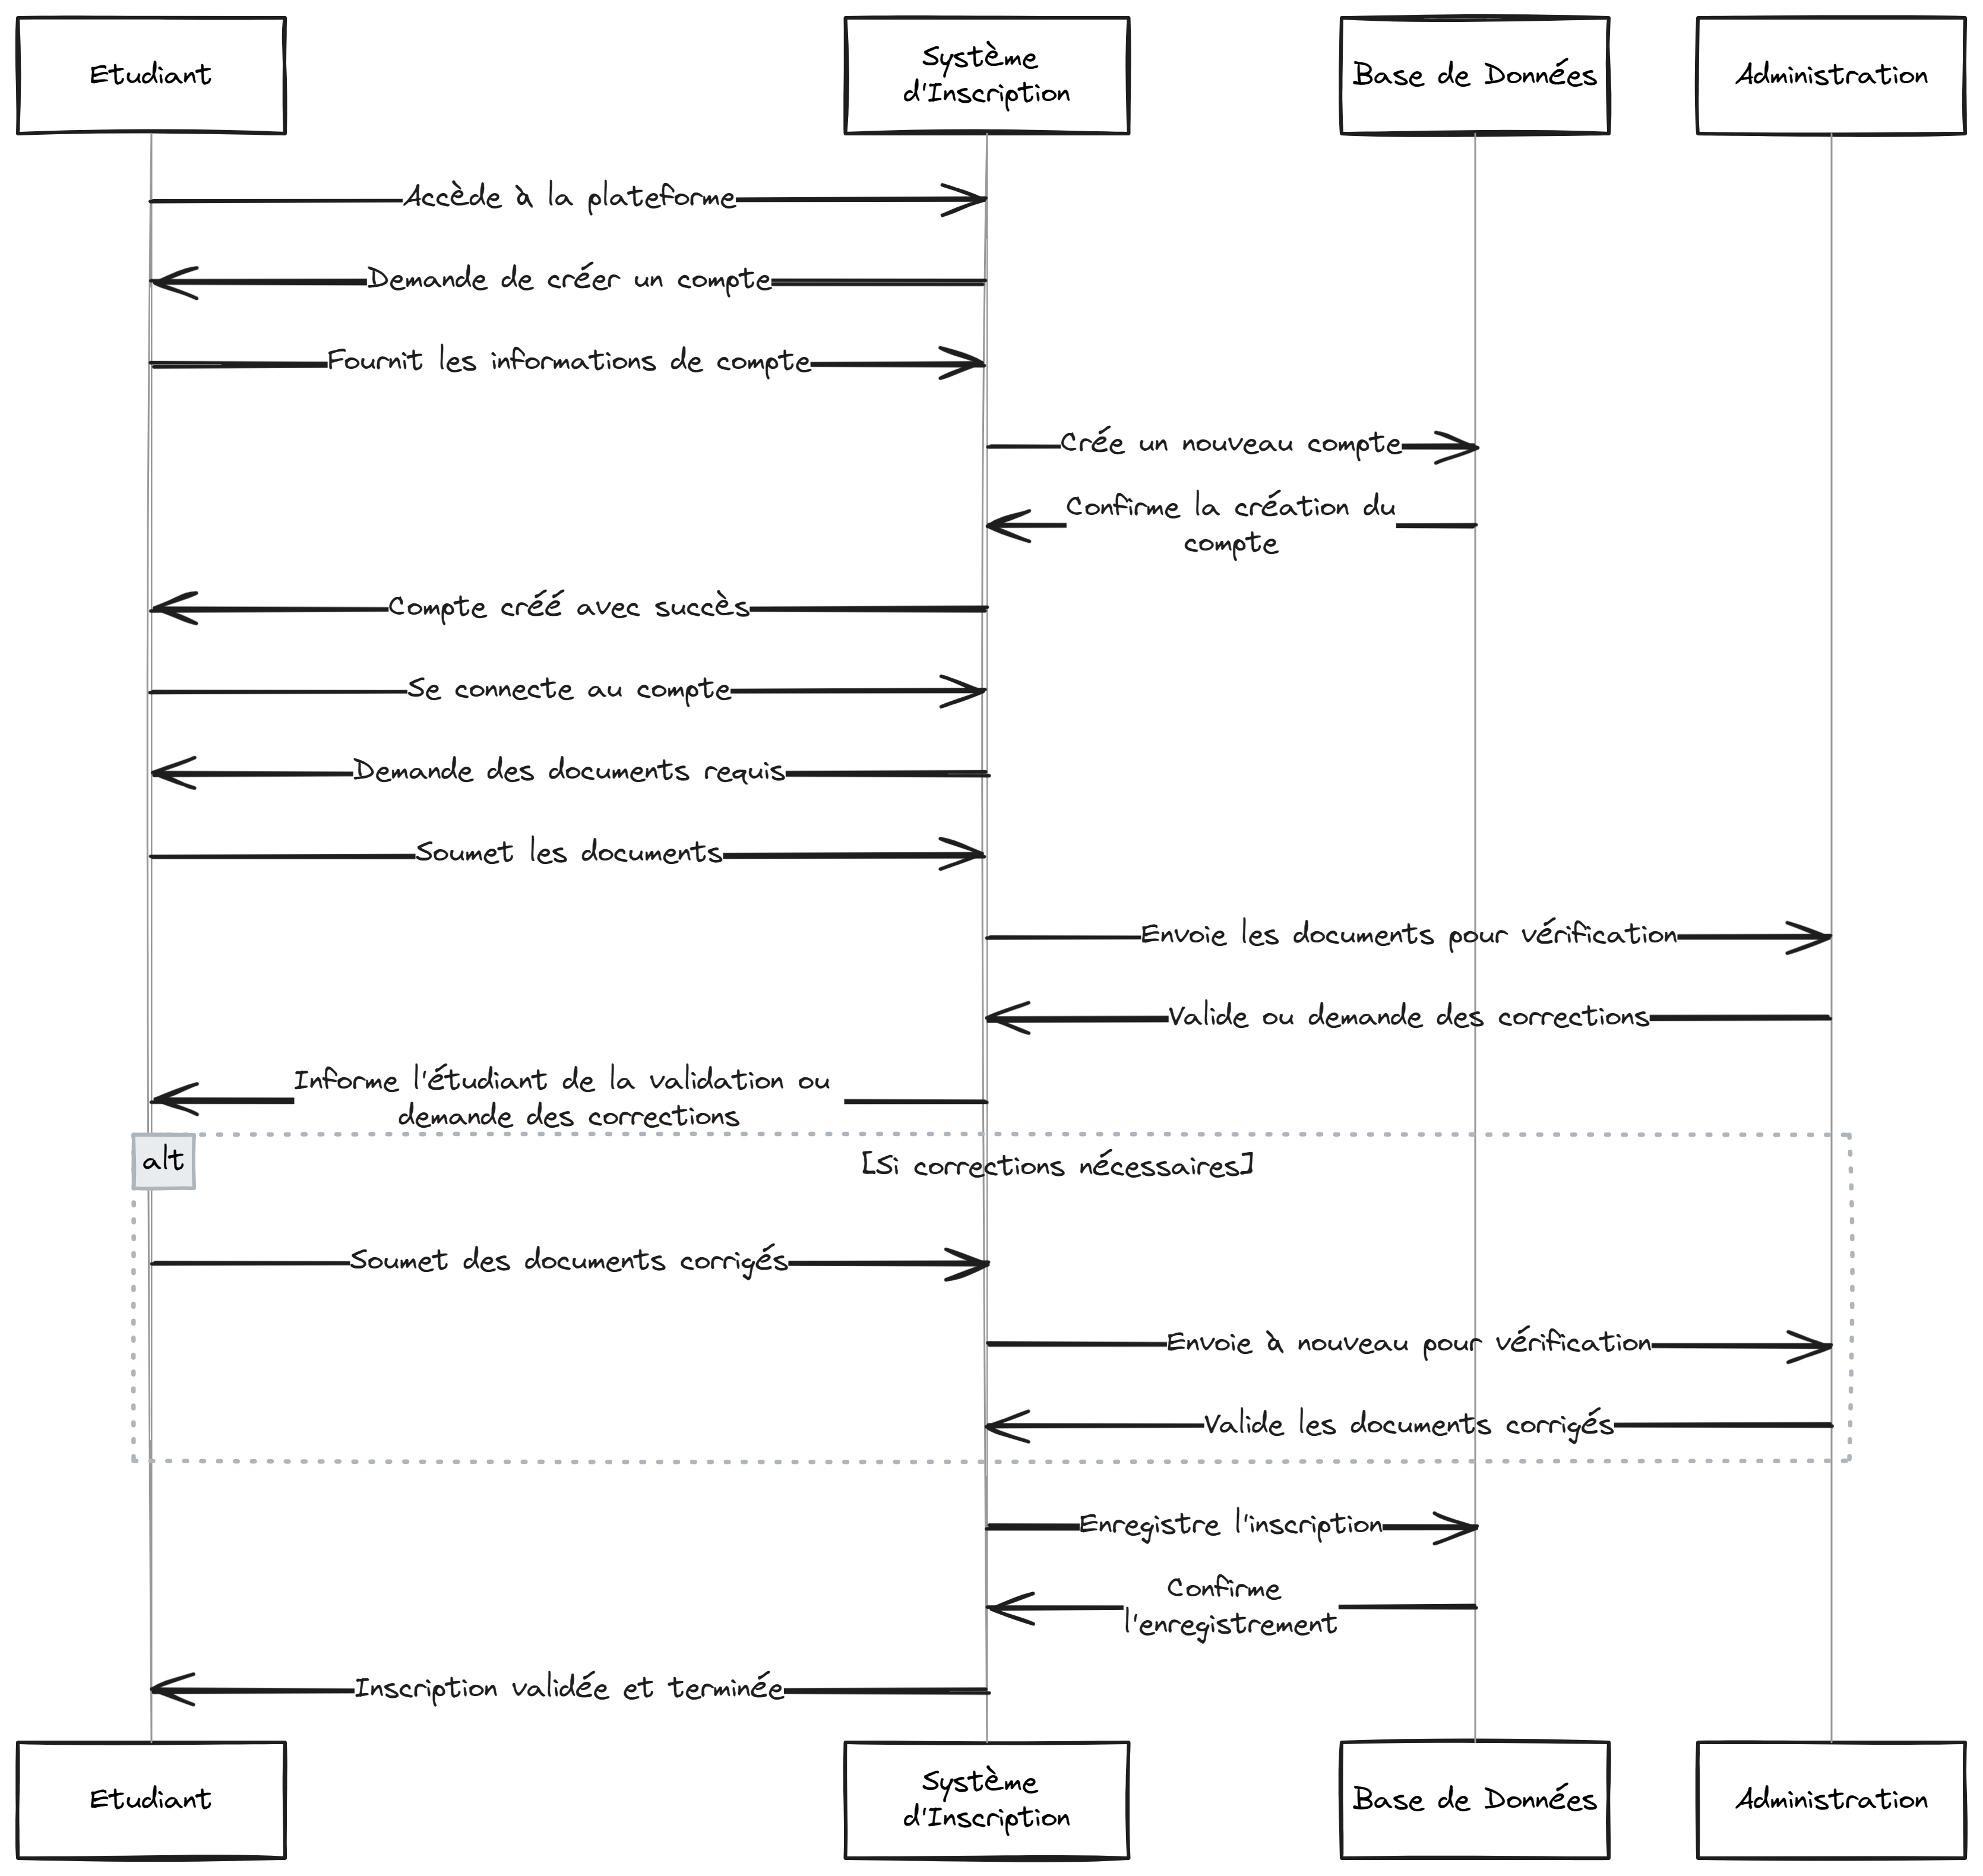 Etudiant
Système
d'Inscription
Base de Données
Administration
Accède à la plateforme
Demande de créer un compte
Fournit les informations de compte
Crée un nouveau compte
Confirme la création du
compte
Compte créé avec succès
Se connecte au compte
Demande des documents requis
Soumet les documents
Envoie les documents pour vérification
Valide ou demande des corrections
Informe l'étudiant de la validation ou
demande des corrections
alt
[Si corrections nécessaires]
Soumet des documents corrigés
Envoie à nouveau pour vérification
Valide les documents corrigés
Enregistre l'inscription
Confirme
l'enregistrement
Inscription validée et terminée
Etudiant
Système
d'Inscription
Base de Données
Administration